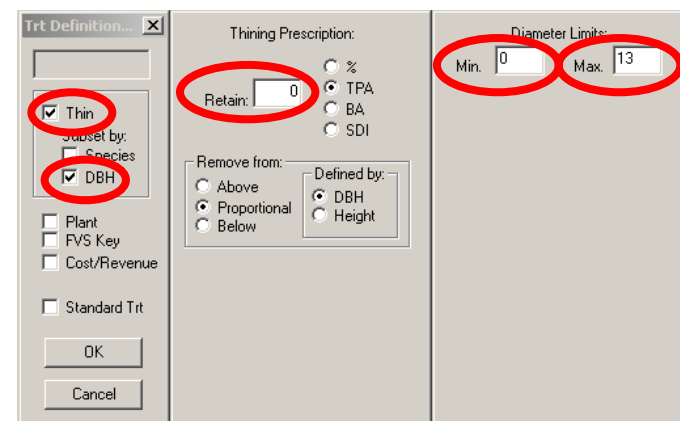 Trt Definition... X
Thin
Subset by:
Species
DBH
Plant
FVS Key
Cost/Revenue
Standard Trt
OK
Cancel
Thining Prescription:
Retain: 0
%
TPA
BA
SDI
Remove from:
Above
Proportional
Below
Defined by:
DBH
Height
Diameter Limits:
Min. 0 Max. 13